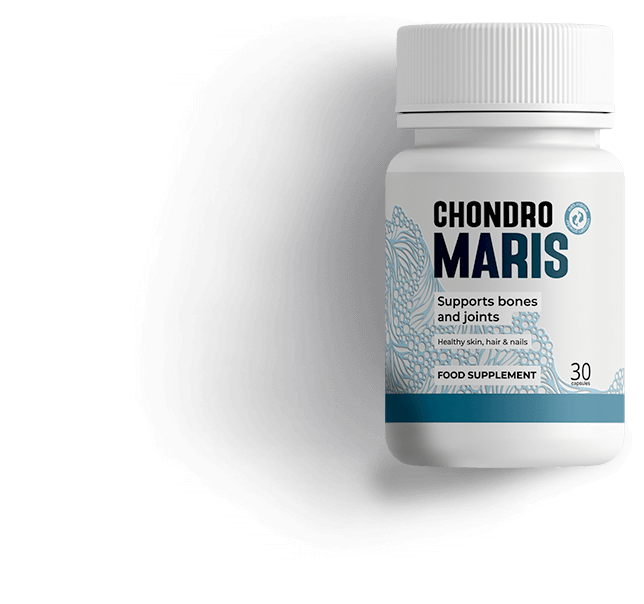 CHONDRO
MARIS
Supports bones
and joints
Healthy skin, hair & nails
FOOD SUPPLEMENT
30
capsules